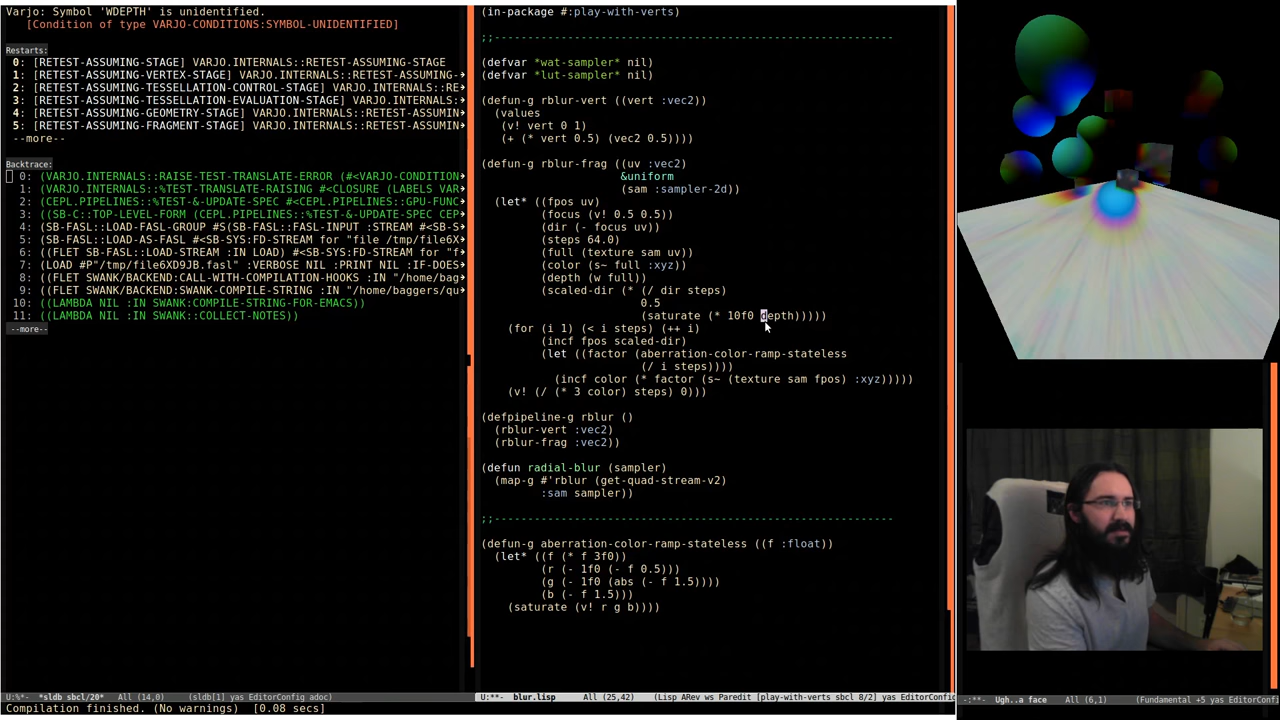 Varjo: Symbol 'WDEPTH' is unidentified.
[Condition of type VARJO-CONDITIONS:SYMBOL-UNIDENTIFIED]
Restarts:
0: [RETEST-ASSUMING-STAGE] VARJO.INTERNALS::RETEST-ASSUMING-STAGE
1: [RETEST-ASSUMING-VERTEX-STAGE] VARJO.INTERNALS::RETEST-ASSUMING-
2: [RETEST-ASSUMING-TESSELLATION-CONTROL-STAGE] VARJO.INTERNALS::RE
3: [RETEST-ASSUMING-TESSELLATION-EVALUATION-STAGE] VARJO.INTERNALS:
4: [RETEST-ASSUMING-GEOMETRY-STAGE] VARJO.INTERNALS::RETEST-ASSUMIN
5: [RETEST-ASSUMING-FRAGMENT-STAGE] VARJO.INTERNALS::RETEST-ASSUMIN
--more--
Backtrace:
0: (VARJO.INTERNALS::RAISE-TEST-TRANSLATE-ERROR (#<VARJO-CONDITION
1: (VARJO.INTERNALS::%TEST-TRANSLATE-RAISING #<CLOSURE (LABELS VAR
2: (CEPL.PIPELINES::%TEST-&-UPDATE-SPEC #<CEPL.PIPELINES::GPU-FUNC
3: ((SB-C::TOP-LEVEL-FORM (CEPL.PIPELINES::%TEST-&-UPDATE-SPEC CEP
4: (SB-FASL::LOAD-FASL-GROUP #S(SB-FASL::FASL-INPUT :STREAM #<SB-S
5: (SB-FASL::LOAD-AS-FASL #<SB-SYS:FD-STREAM for "file /tmp/file6X
6: ((FLET SB-FASL::LOAD-STREAM :IN LOAD) #<SB-SYS:FD-STREAM for "f
7: (LOAD #P"/tmp/file6XD9JB.fasl" :VERBOSE NIL :PRINT NIL :IF-DOES
8: ((FLET SWANK/BACKEND:CALL-WITH-COMPILATION-HOOKS :IN "/home/bag
9: ((FLET SWANK/BACKEND:SWANK-COMPILE-STRING :IN "/home/baggers/qu
10: ((LAMBDA NIL :IN SWANK:COMPILE-STRING-FOR-EMACS))
11: ((LAMBDA NIL :IN SWANK::COLLECT-NOTES))
--more--
U:%*- *sldb sbcl/20* All (14,0) (sldb[1] yas EditorConfig adoc)
Compilation finished. (No warnings) [0.08 secs]
(in-package #:play-with-verts)
;;------------------------------------------------------------
(defvar *wat-sampler* nil)
(defvar *lut-sampler* nil)
(defun-g rblur-vert ((vert :vec2))
(values
(v! vert 0 1)
(+ (* vert 0.5) (vec2 0.5))))
(defun-g rblur-frag ((uv :vec2)
&uniform
(sam :sampler-2d))
(let* ((fpos uv)
(focus (v! 0.5 0.5))
(dir (- focus uv))
(steps 64.0)
(full (texture sam uv))
(color (s~ full :xyz))
(depth (w full))
(scaled-dir (* (/ dir steps)
0.5
(saturate (* 10f0 depth)))))
(for (i 1) (< i steps) (++ i)
(incf fpos scaled-dir)
(let ((factor (aberration-color-ramp-stateless
(/ i steps))))
(incf color (* factor (s~ (texture sam fpos) :xyz)))))
(v! (/ (* 3 color) steps) 0)))
(defpipeline-g rblur ()
(rblur-vert :vec2)
(rblur-frag :vec2))
(defun radial-blur (sampler)
(map-g #'rblur (get-quad-stream-v2)
:sam sampler))
;;------------------------------------------------------------
(defun-g aberration-color-ramp-stateless ((f :float))
(let* ((f (* f 3f0))
(r (- 1f0 (- f 0.5)))
(g (- 1f0 (abs (- f 1.5))))
(b (- f 1.5)))
(saturate (v! r g b))))
U:**- blur.lisp All (25,42) (Lisp ARev ws Paredit [play-with-verts sbcl 8/2] yas EditorConfig
-:**- Ugh..a face All (6,1) (Fundamental +5 yas EditorConfi